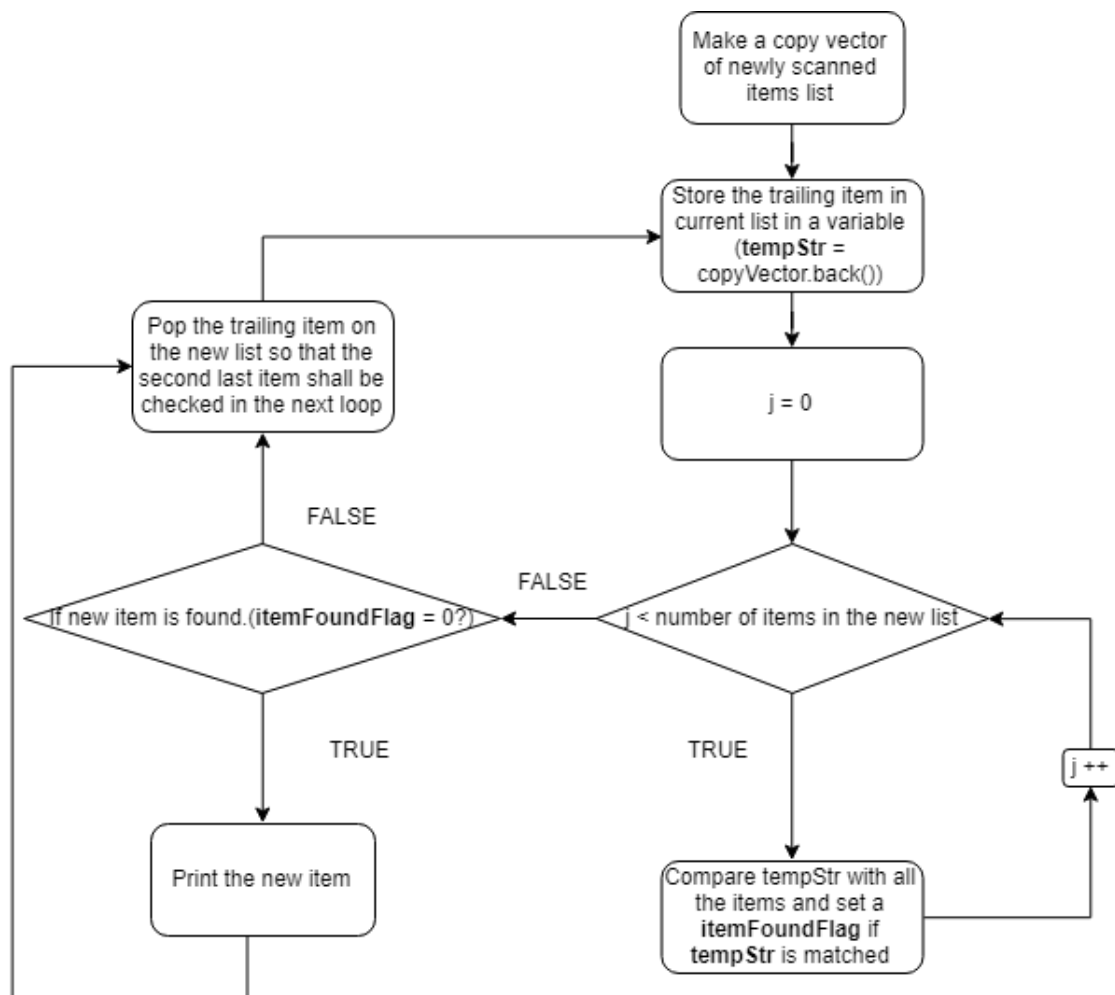 Make a copy vector
of newly scanned
items list
Store the trailing item in
current list in a variable
(tempStr =
copyVector.back())
Pop the trailing item on
the new list so that the
second last item shall be
checked in the next loop
j = 0
FALSE
FALSE
If new item is found.(itemFoundFlag = 0?)
j < number of items in the new list
TRUE
TRUE
j ++
Print the new item
Compare tempStr with all
the items and set a
itemFoundFlag if
tempStr is matched